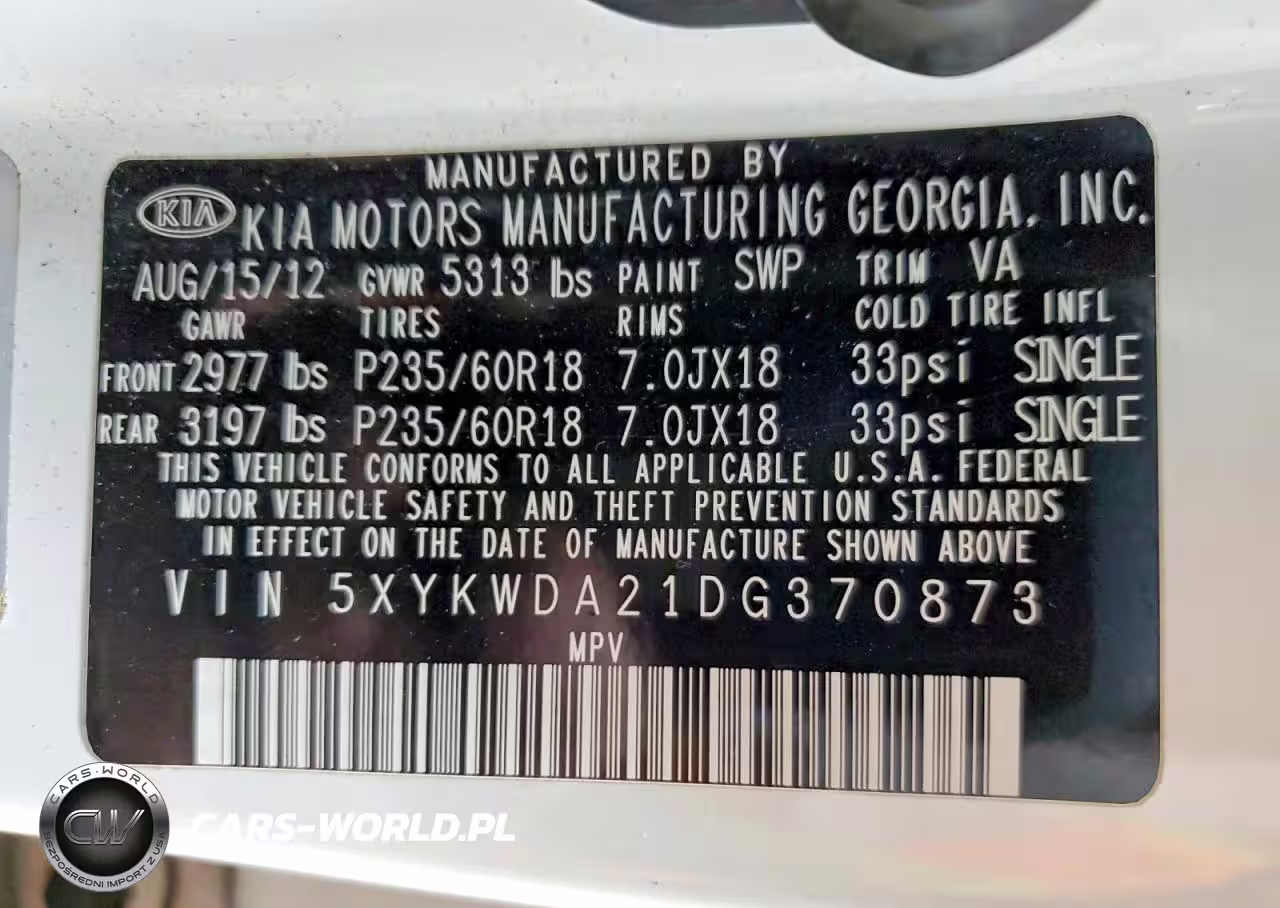 MANUFACTURED BY
KIA KIA MOTORS MANUFACTURING GEORGIA, INC.
AUG/15/12 GVWR 5313 lbs PAINT SWP TRIM VA
GAWR TIRES RIMS COLD TIRE INFL
FRONT 2977 lbs P235/60R18 7.0JX18 33psi SINGLE
REAR 3197 lbs P235/60R18 7.0JX18 33psi SINGLE
THIS VEHICLE CONFORMS TO ALL APPLICABLE U.S.A. FEDERAL
MOTOR VEHICLE SAFETY AND THEFT PREVENTION STANDARDS
IN EFFECT ON THE DATE OF MANUFACTURE SHOWN ABOVE
VIN 5XYKWDA21DG370873
MPV
CARS-WORLD
CW
BEZPOŚREDNI IMPORT Z USA
CARS-WORLD.PL